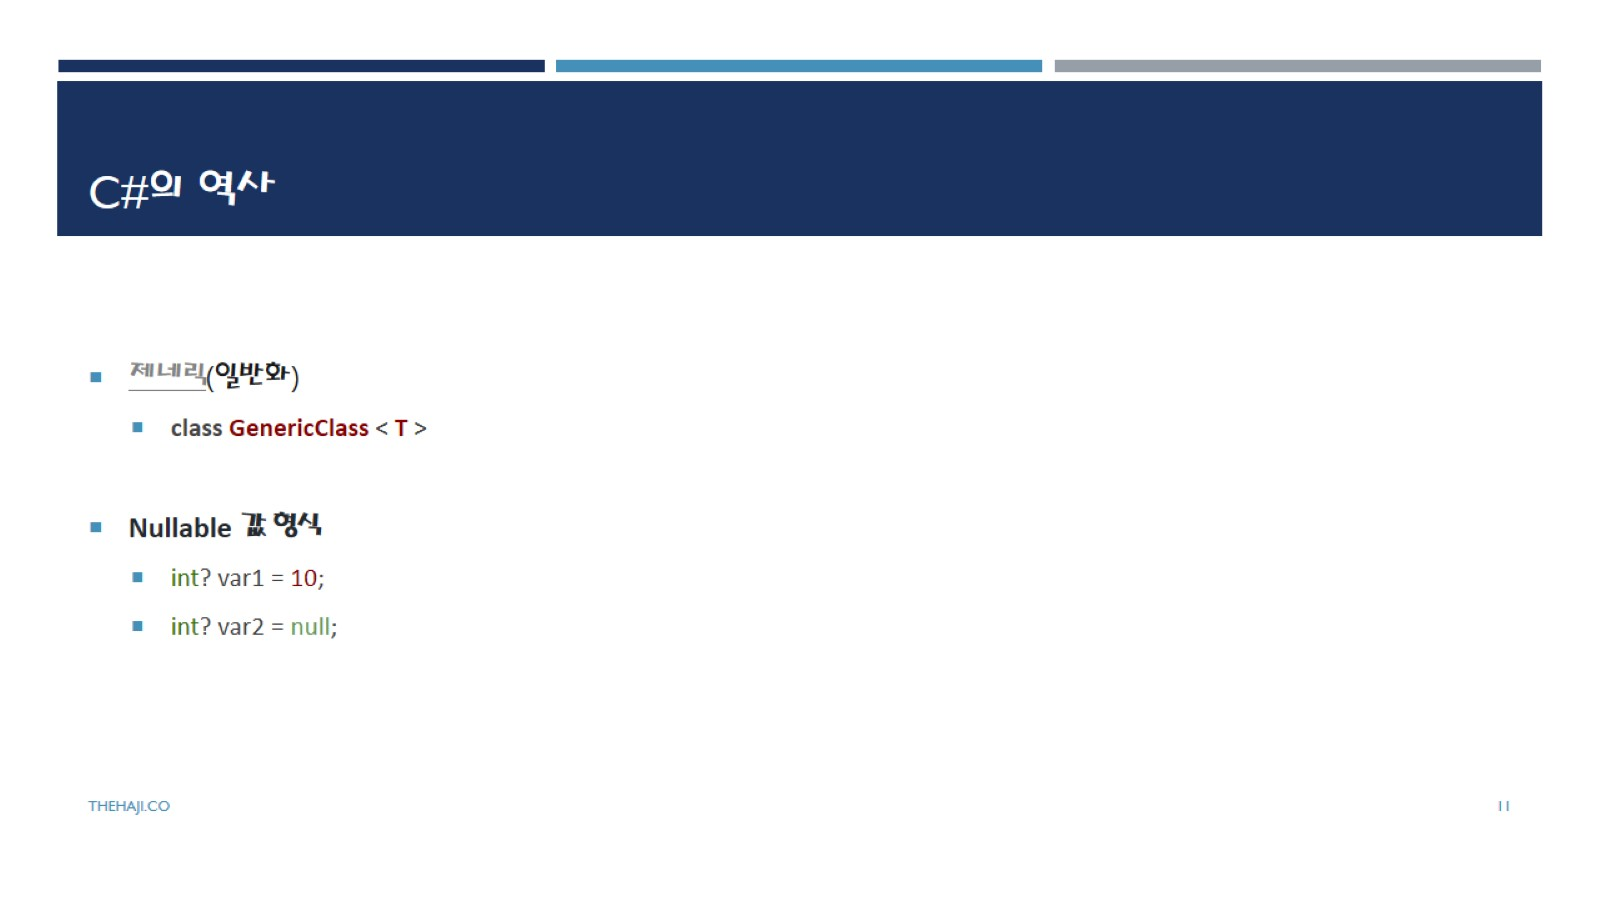 C#의 역사
제네릭(일반화)
class GenericClass < T >
Nullable 값 형식
int? var1 = 10;
int? var2 = null;
THEHAJI.CO
11